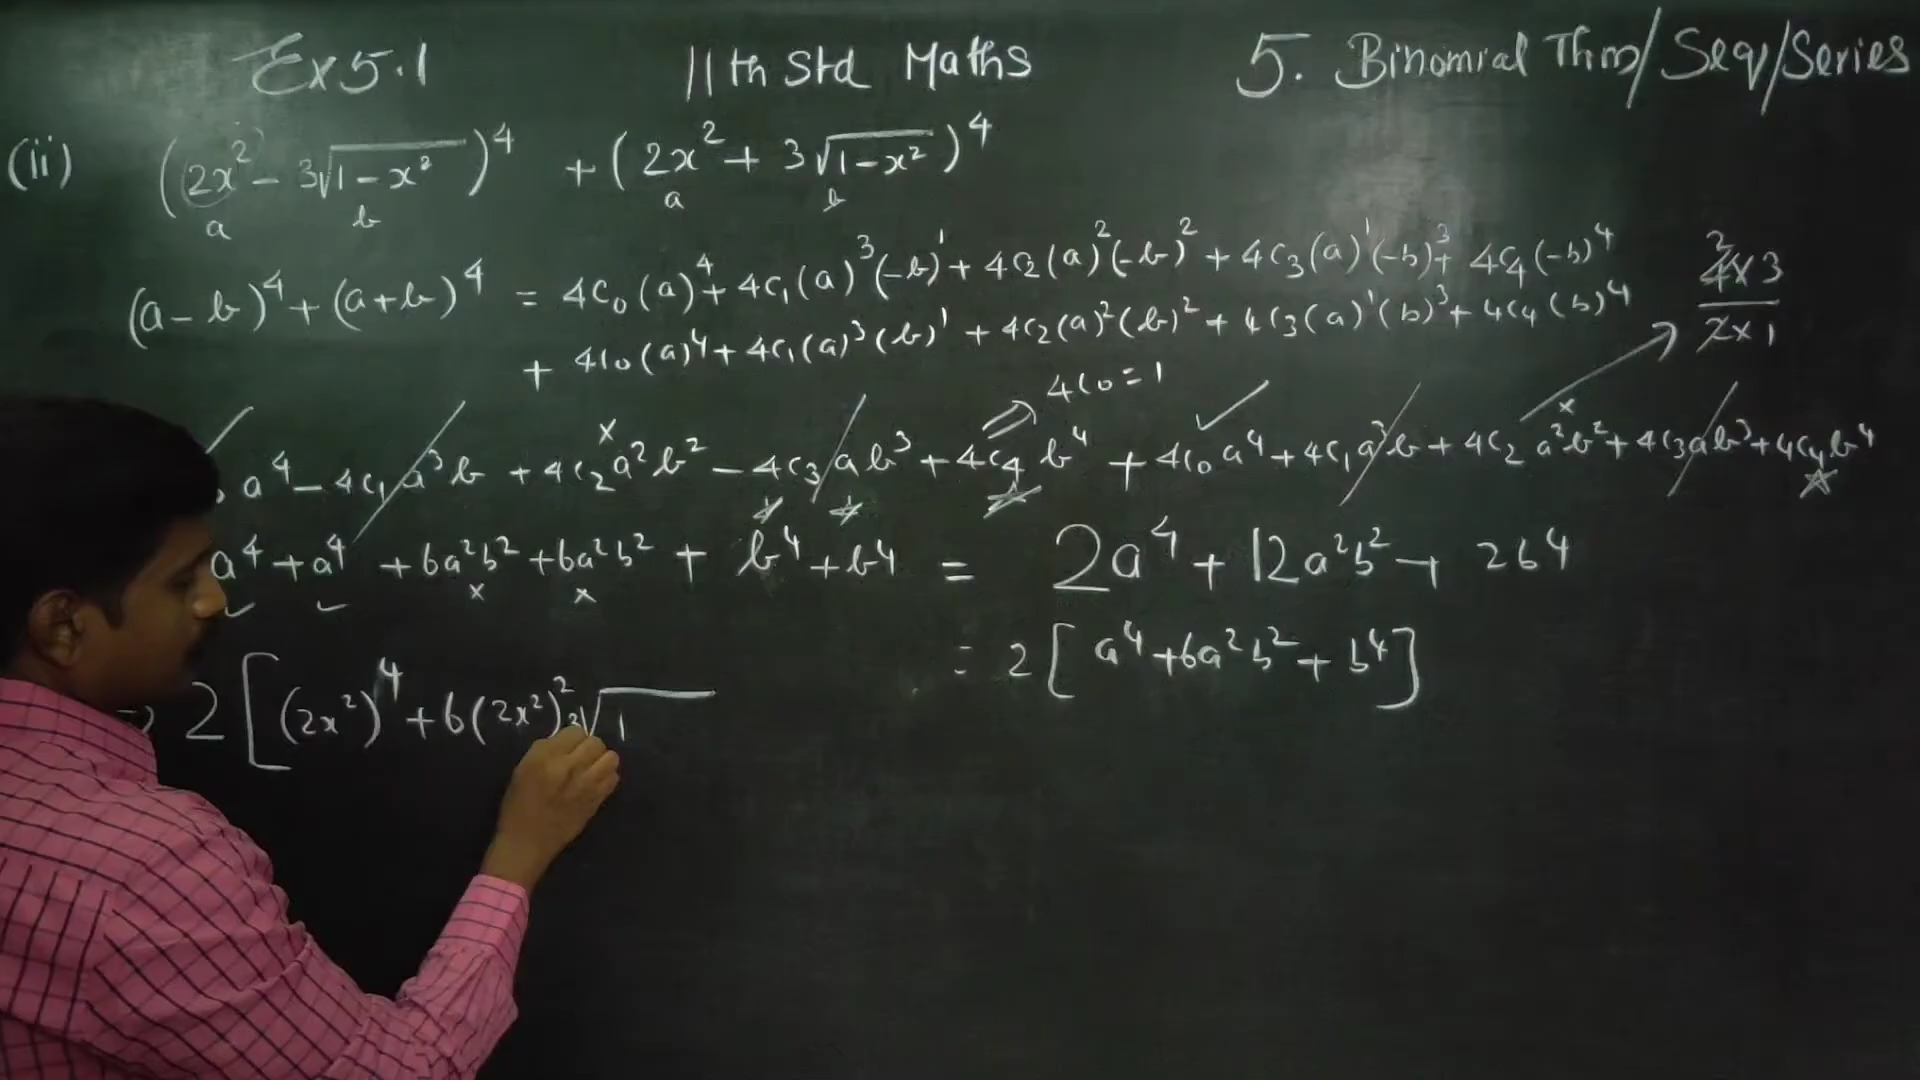 Ex 5.1 11th Std Maths 5. Binomial Thm/Seq/Series
(ii) (2x² - 3√(1-x²))⁴ + (2x² + 3√(1-x²))⁴
a b a b
(a-b)⁴ + (a+b)⁴ = 4C₀(a)⁴ + 4C₁(a)³(-b)¹ + 4C₂(a)²(-b)² + 4C₃(a)¹(-b)³ + 4C₄(-b)⁴
+ 4C₀(a)⁴ + 4C₁(a)³(b)¹ + 4C₂(a)²(b)² + 4C₃(a)¹(b)³ + 4C₄(b)⁴
2
4x3
2x1
4C₀ = 1
a⁴ - 4C₁a³b + 4C₂a²b² - 4C₃ab³ + 4C₄b⁴ + 4C₀a⁴ + 4C₁a³b + 4C₂a²b² + 4C₃ab³ + 4C₄b⁴
a⁴ + a⁴ + 6a²b² + 6a²b² + b⁴ + b⁴ = 2a⁴ + 12a²b² + 2b⁴
= 2[a⁴ + 6a²b² + b⁴]
⇒ 2[(2x²)⁴ + 6(2x²)² 3√1